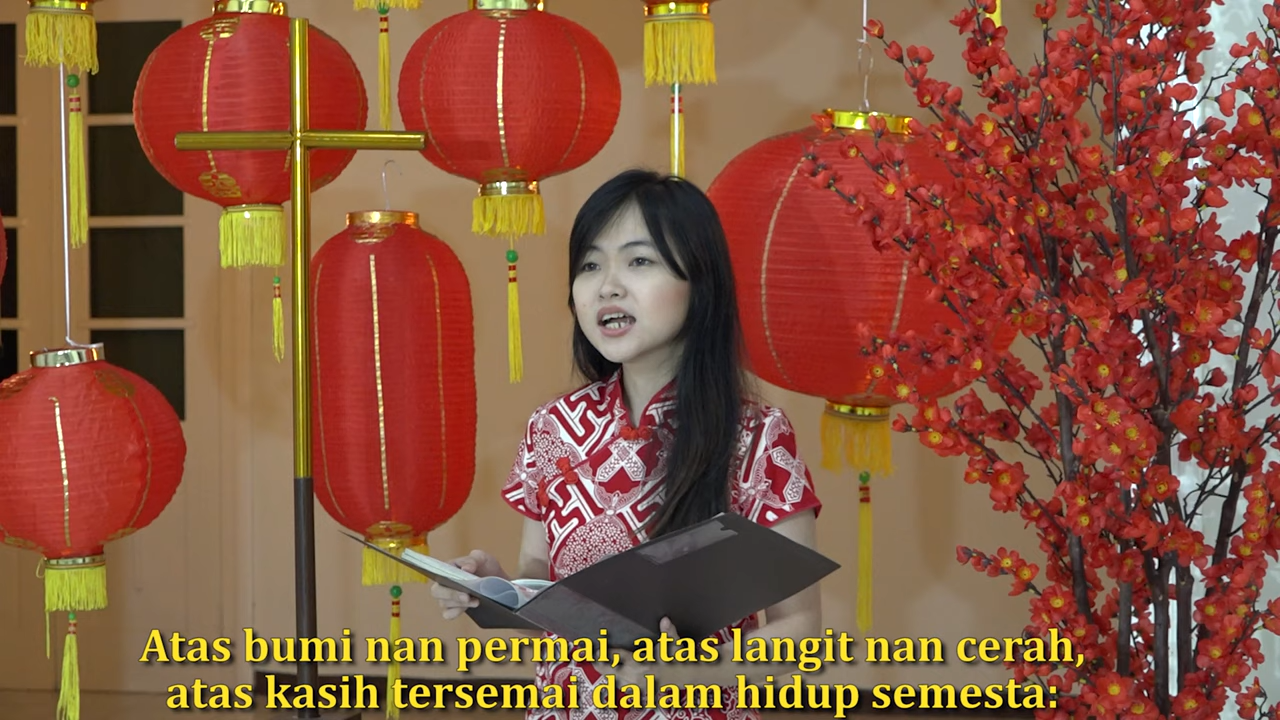 Atas bumi nan permai, atas langit nan cerah,
atas kasih tersemai dalam hidup semesta: